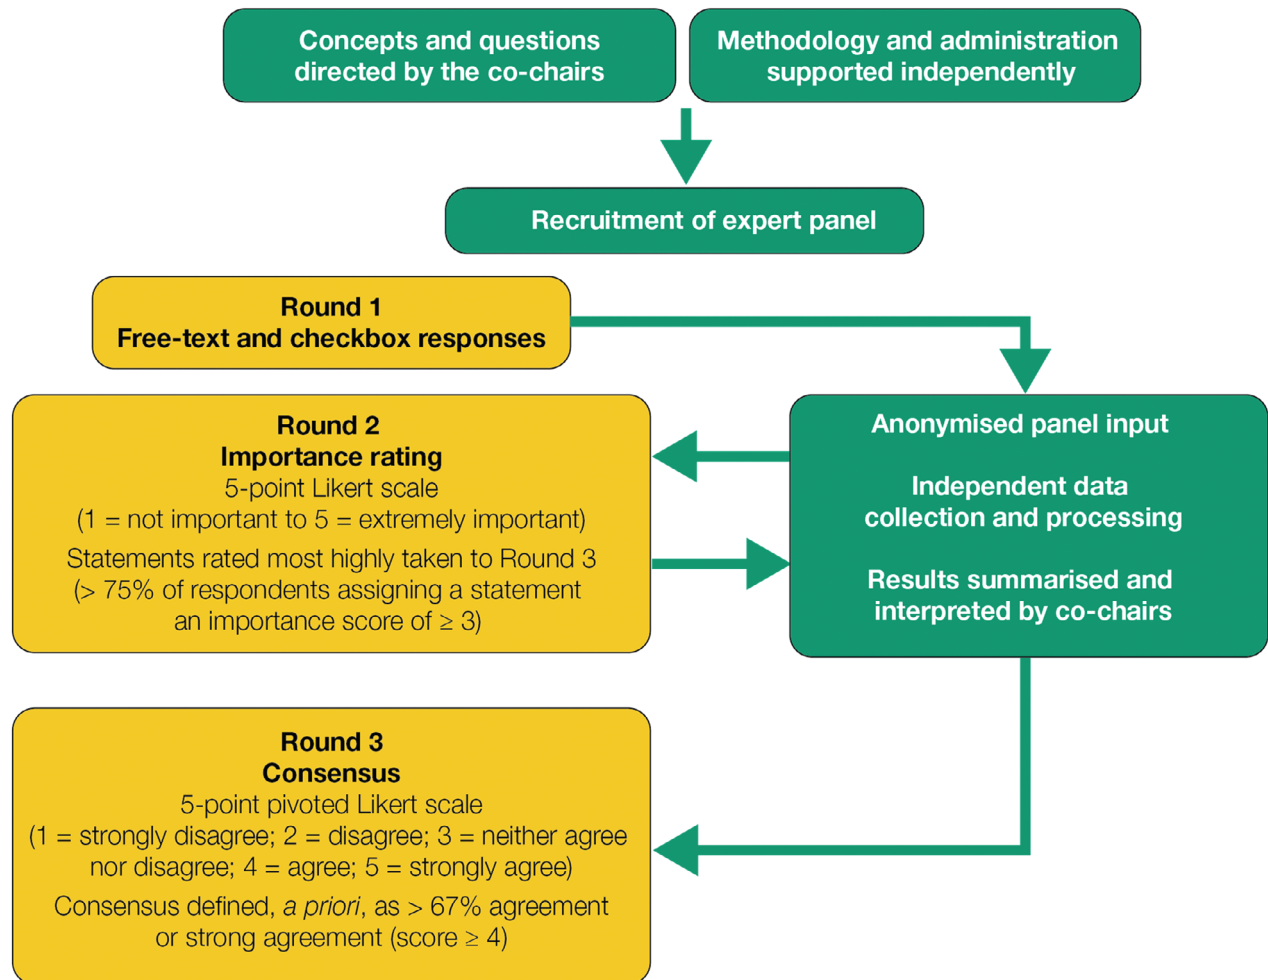 Concepts and questions
directed by the co-chairs
Methodology and administration
supported independently
Recruitment of expert panel
Round 1
Free-text and checkbox responses
Round 2
Importance rating
5-point Likert scale
(1 = not important to 5 = extremely important)
Statements rated most highly taken to Round 3
(> 75% of respondents assigning a statement
an importance score of ≥ 3)
Anonymised panel input
Independent data
collection and processing
Results summarised and
interpreted by co-chairs
Round 3
Consensus
5-point pivoted Likert scale
(1 = strongly disagree; 2 = disagree; 3 = neither agree
nor disagree; 4 = agree; 5 = strongly agree)
Consensus defined, a priori, as > 67% agreement
or strong agreement (score ≥ 4)